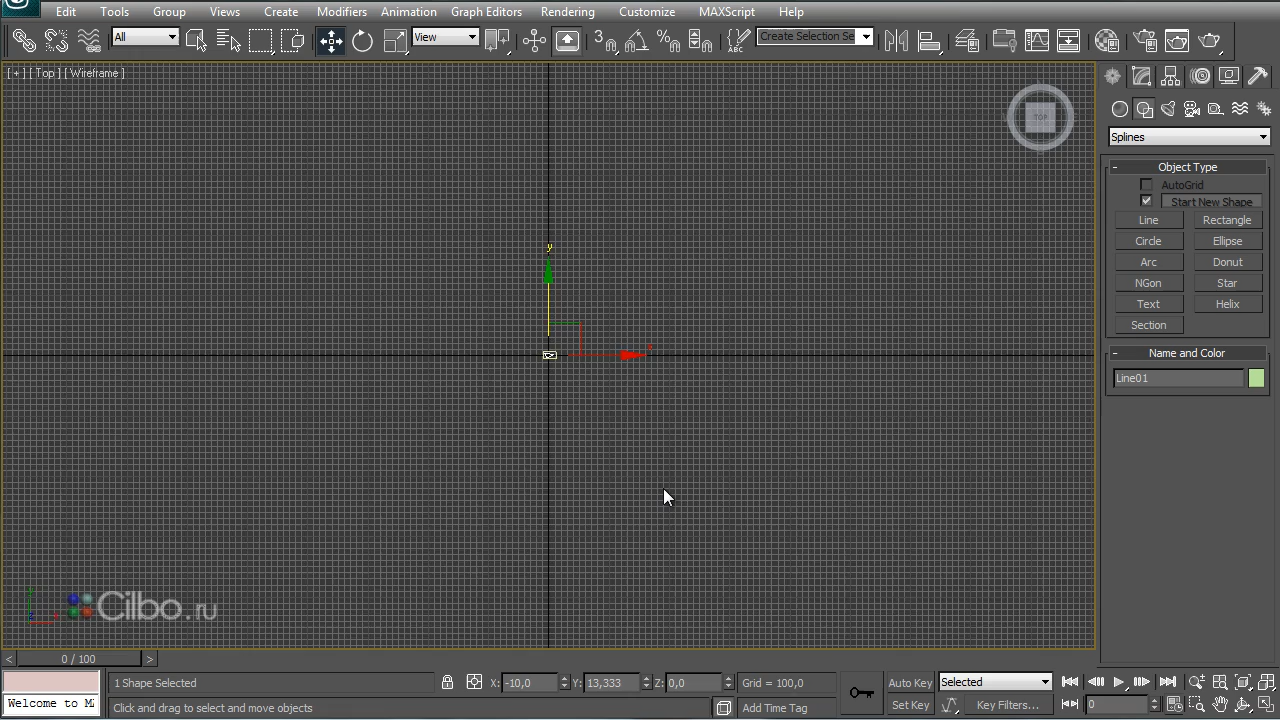 Edit Tools Group Views Create Modifiers Animation Graph Editors Rendering Customize MAXScript Help
All View 3 % ABC Create Selection Se
[ + ] [ Top ] [ Wireframe ]
TOP
Splines
- Object Type
AutoGrid
Start New Shape
Line Rectangle
Circle Ellipse
Arc Donut
NGon Star
Text Helix
Section
- Name and Color
Line01
y
x
Cilbo.ru
< 0 / 100 >
1 Shape Selected X: -10,0 Y: 13,333 Z: 0,0 Grid = 100,0 Auto Key Selected
Welcome to M Click and drag to select and move objects Add Time Tag Set Key Key Filters... 0